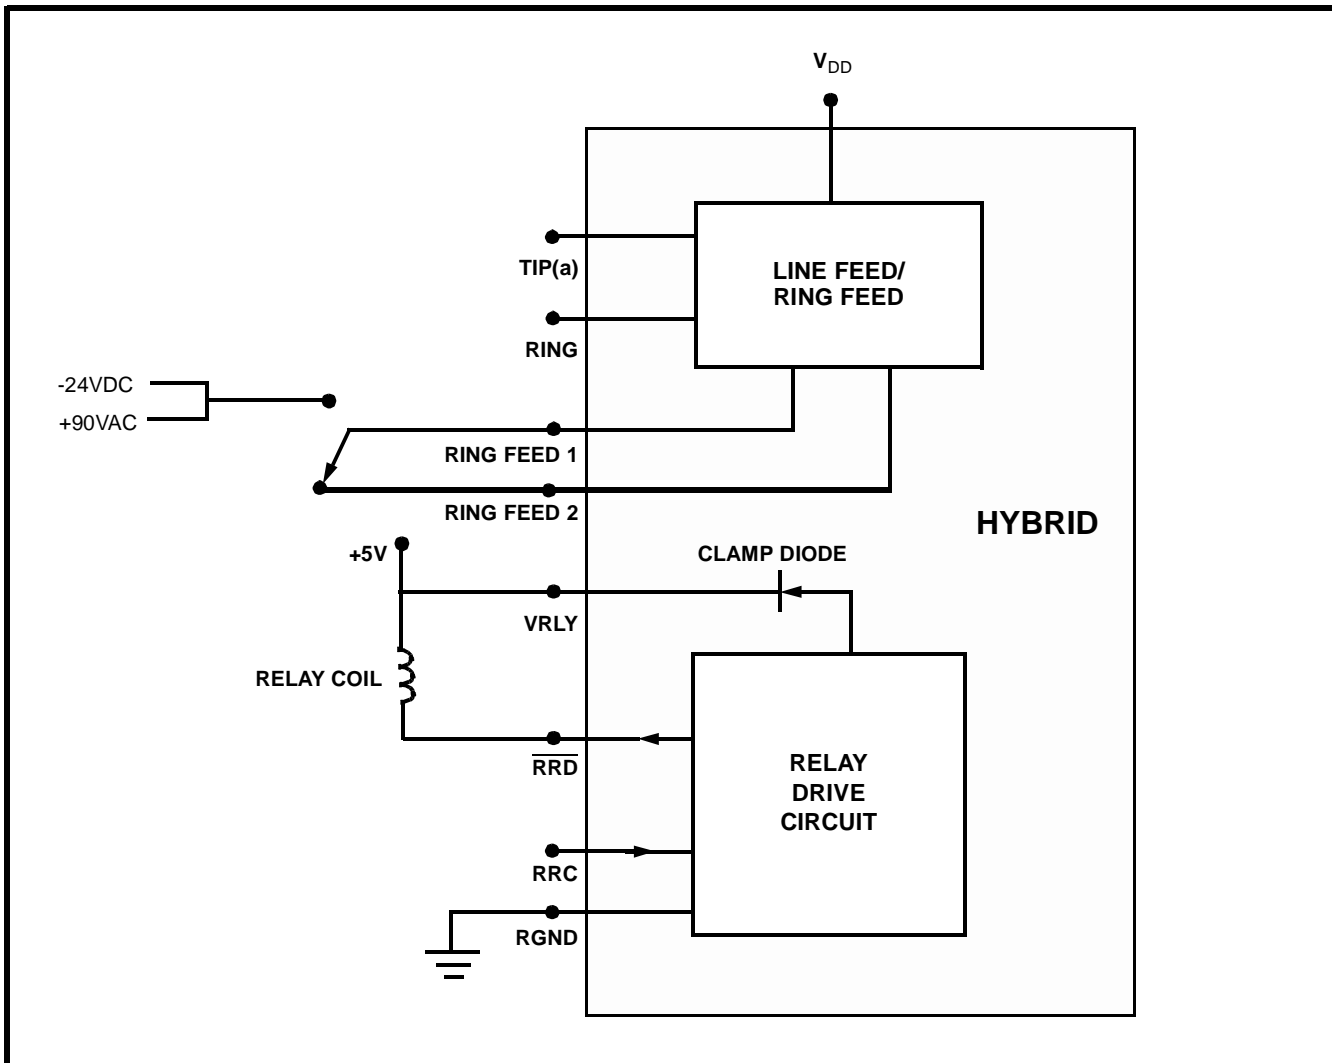 VDD
TIP(a)
LINE FEED/
RING FEED
RING
-24VDC
+90VAC
RING FEED 1
RING FEED 2
HYBRID
+5V
CLAMP DIODE
VRLY
RELAY COIL
RRD
RELAY
DRIVE
CIRCUIT
RRC
RGND